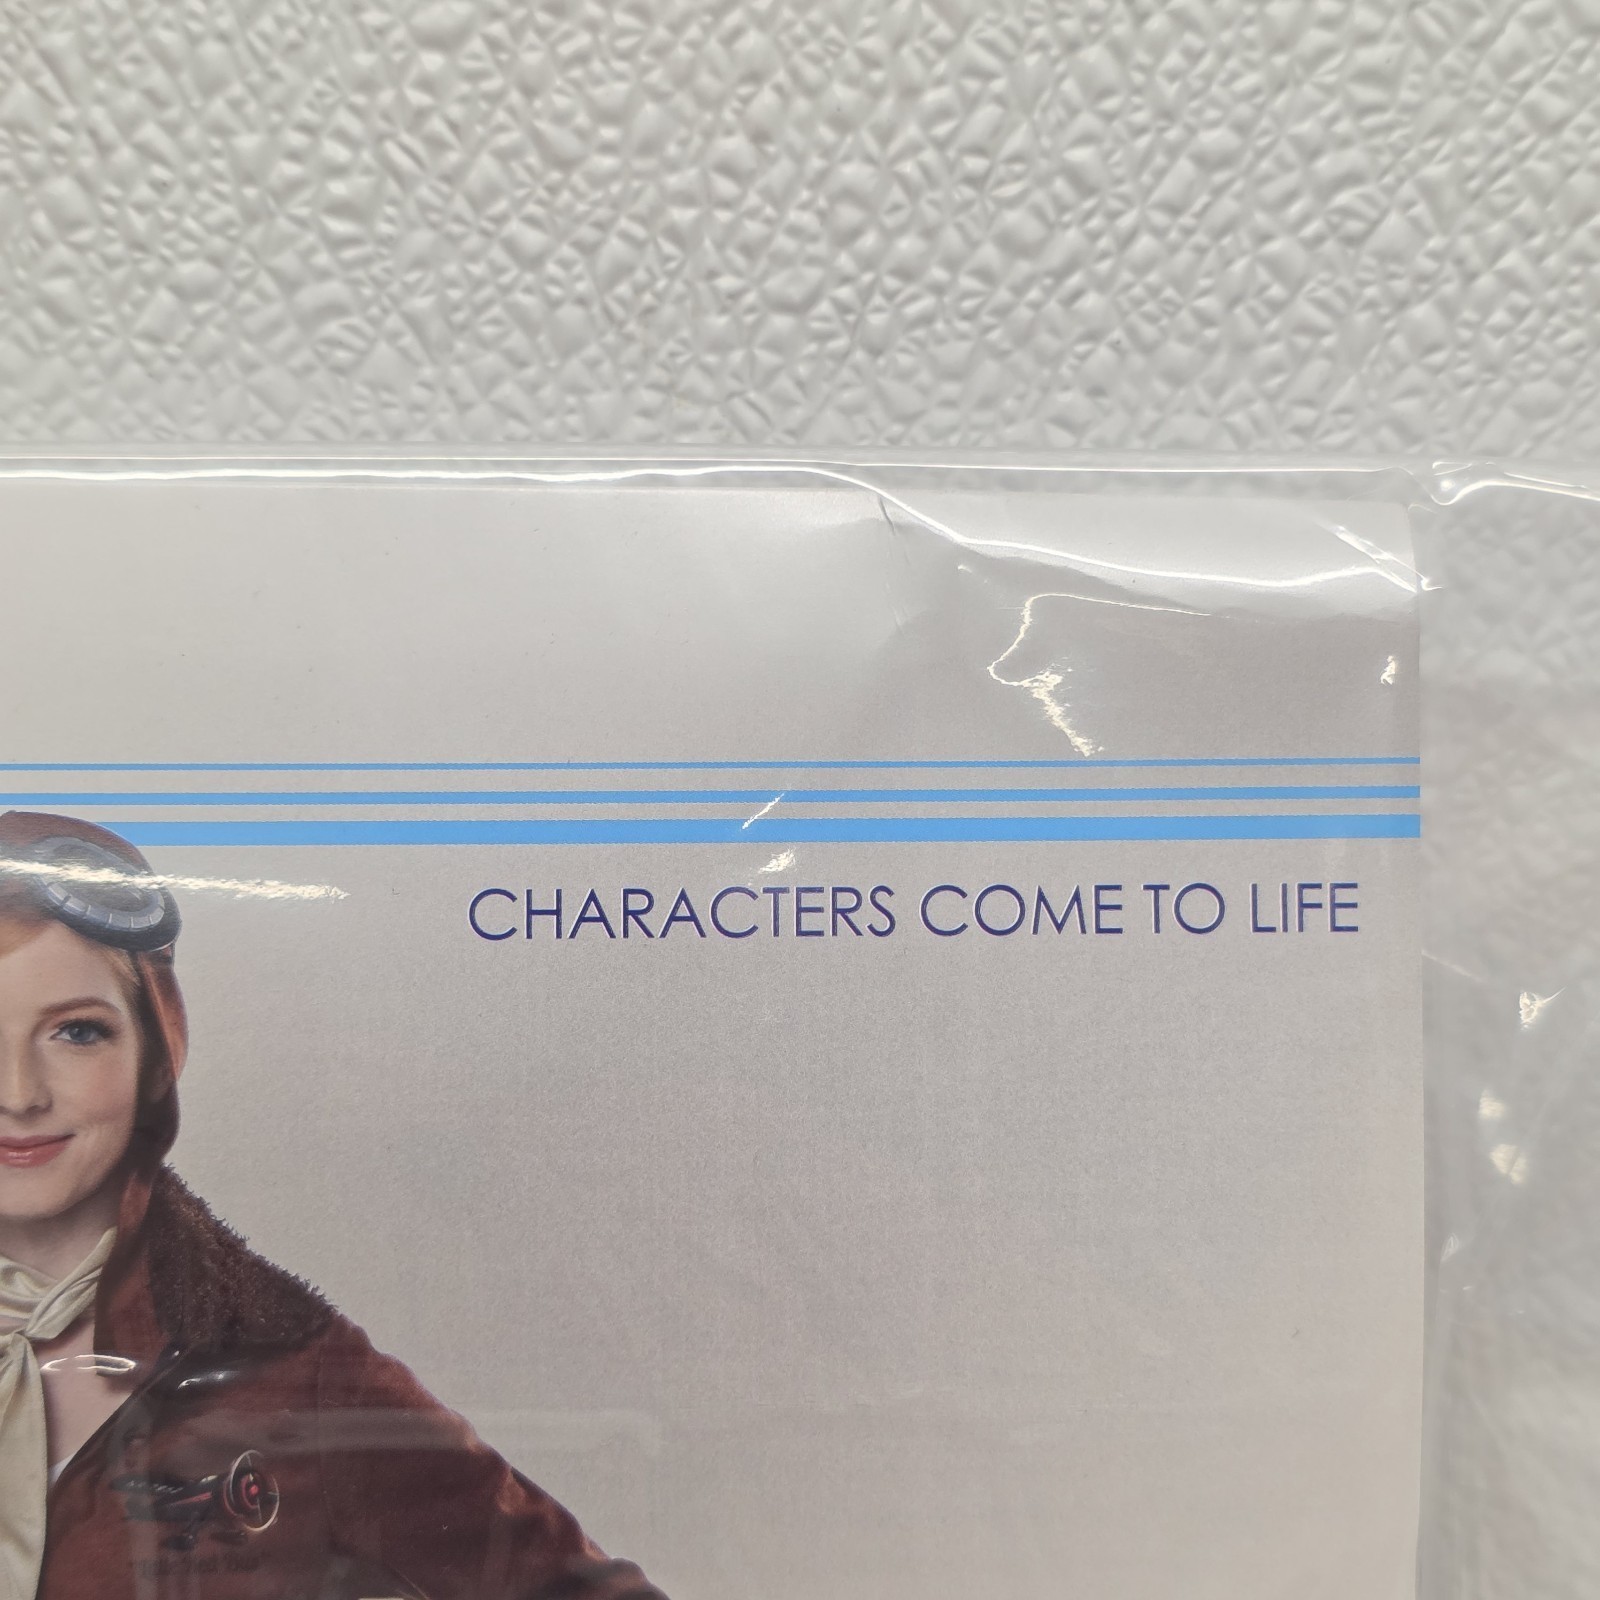 CHARACTERS COME TO LIFE